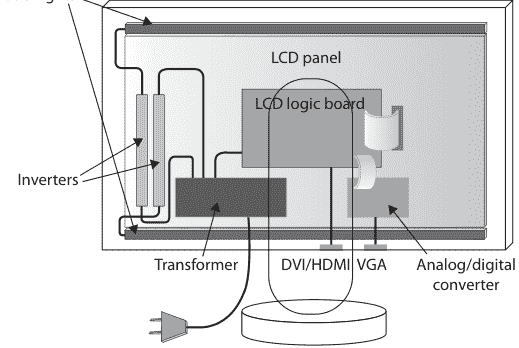 LCD panel
LCD logic board
Inverters
Transformer
DVI/HDMI
VGA
Analog/digital
converter